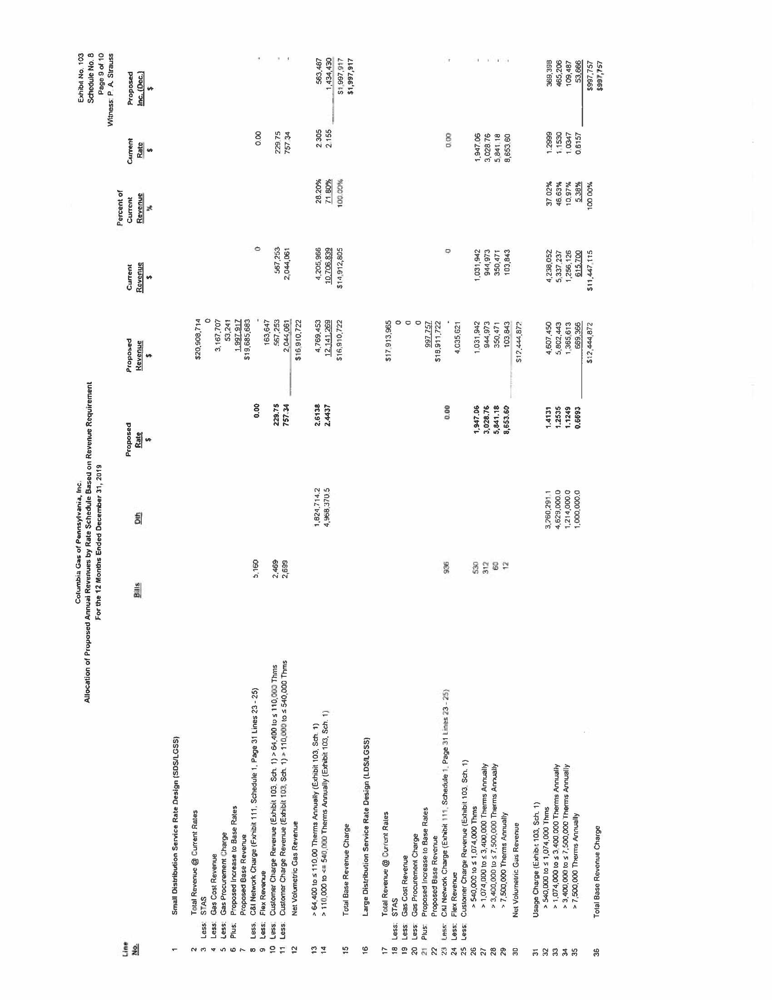 Exhibit No. 103
Schedule No. 8
Page 9 of 10
Witness: P. A. Strauss
Columbia Gas of Pennsylvania, Inc.
Allocation of Proposed Annual Revenues by Rate Schedule Based on Revenue Requirement
For the 12 Months Ended December 31, 2019
Line No. Bills Dth Proposed Rate $ Proposed Revenue $ Current Revenue $ Percent of Current Revenue % Current Rate $ Proposed Inc. (Dec.) $
1 Small Distribution Service Rate Design (SDS/LGSS)
2 Total Revenue @ Current Rates $20,908,714
3 Less: STAS 0
4 Less: Gas Cost Revenue 3,167,707
5 Less: Gas Procurement Charge 53,241
6 Plus: Proposed Increase to Base Rates 1,997,917
7 Proposed Base Revenue $19,685,683
8 Less: C&I Network Charge (Exhibit 111, Schedule 1, Page 31 Lines 23 - 25) 5,160 0.00 - 0 0.00 -
9 Less: Flex Revenue 163,647
10 Less: Customer Charge Revenue (Exhibit 103, Sch. 1) > 64,400 to ≤ 110,000 Thms 2,469 229.75 567,253 567,253 229.75 -
11 Less: Customer Charge Revenue (Exhibit 103, Sch. 1) > 110,000 to ≤ 540,000 Thms 2,699 757.34 2,044,061 2,044,061 757.34 -
12 Net Volumetric Gas Revenue $16,910,722
13 > 64,400 to ≤ 110,00 Therms Annually (Exhibit 103, Sch. 1) 1,824,714.2 2.6138 4,769,453 4,205,966 28.20% 2.305 563,487
14 > 110,000 to <= 540,000 Therms Annually (Exhibit 103, Sch. 1) 4,968,370.5 2.4437 12,141,269 10,706,839 71.80% 2.155 1,434,430
15 Total Base Revenue Charge $16,910,722 $14,912,805 100.00% $1,997,917
$1,997,917
16 Large Distribution Service Rate Design (LDS/LGSS)
17 Total Revenue @ Current Rates $17,913,965
18 Less: STAS 0
19 Less: Gas Cost Revenue 0
20 Less: Gas Procurement Charge 0
21 Plus: Proposed Increase to Base Rates 997,757
22 Proposed Base Revenue $18,911,722
23 Less: C&I Network Charge (Exhibit 111, Schedule 1, Page 31 Lines 23 - 25) 936 0.00 - 0 0.00 -
24 Less: Flex Revenue 4,035,621
25 Less: Customer Charge Revenue (Exhibit 103, Sch. 1)
26 > 540,000 to ≤ 1,074,000 Thms 530 1,947.06 1,031,942 1,031,942 1,947.06 -
27 > 1,074,000 to ≤ 3,400,000 Therms Annually 312 3,028.76 944,973 944,973 3,028.76 -
28 > 3,400,000 to ≤ 7,500,000 Therms Annually 60 5,841.18 350,471 350,471 5,841.18 -
29 > 7,500,000 Therms Annually 12 8,653.60 103,843 103,843 8,653.60 -
30 Net Volumetric Gas Revenue $12,444,872
31 Usage Charge (Exhibit 103, Sch. 1)
32 > 540,000 to ≤ 1,074,000 Thms 3,260,291.1 1.4131 4,607,450 4,238,052 37.02% 1.2999 369,398
33 > 1,074,000 to ≤ 3,400,000 Therms Annually 4,629,000.0 1.2535 5,802,443 5,337,237 46.63% 1.1530 465,206
34 > 3,400,000 to ≤ 7,500,000 Therms Annually 1,214,000.0 1.1249 1,365,613 1,256,126 10.97% 1.0347 109,487
35 > 7,500,000 Therms Annually 1,000,000.0 0.6693 669,366 615,700 5.38% 0.6157 53,666
36 Total Base Revenue Charge $12,444,872 $11,447,115 100.00% $997,757
$997,757